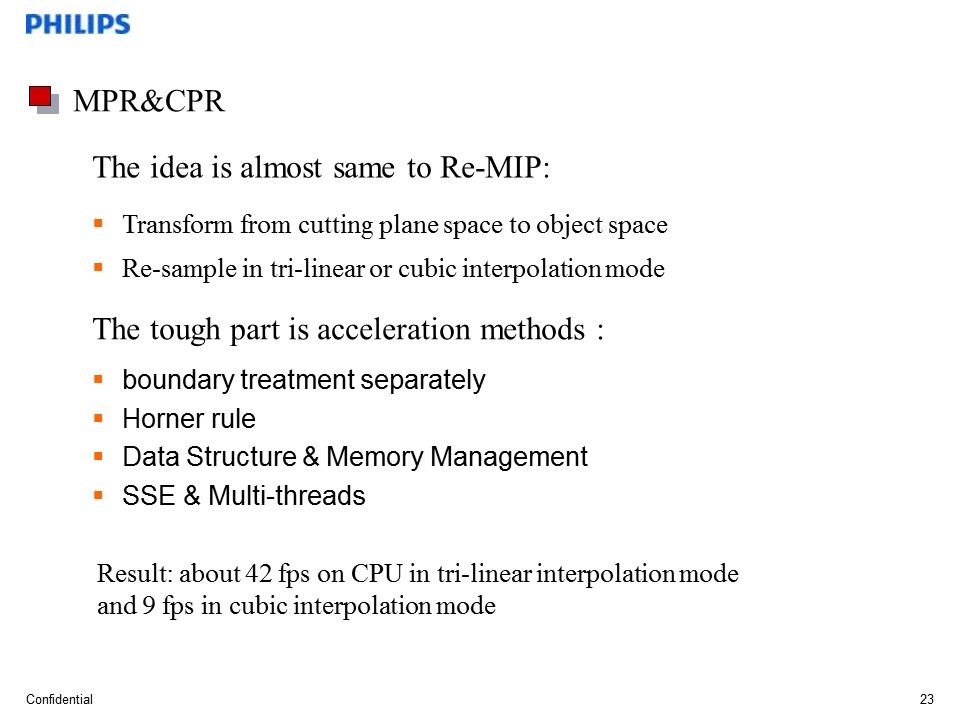 PHILIPS
MPR&CPR
The idea is almost same to Re-MIP:
Transform from cutting plane space to object space
Re-sample in tri-linear or cubic interpolation mode
The tough part is acceleration methods :
boundary treatment separately
Horner rule
Data Structure & Memory Management
SSE & Multi-threads
Result: about 42 fps on CPU in tri-linear interpolation mode
and 9 fps in cubic interpolation mode
Confidential
23